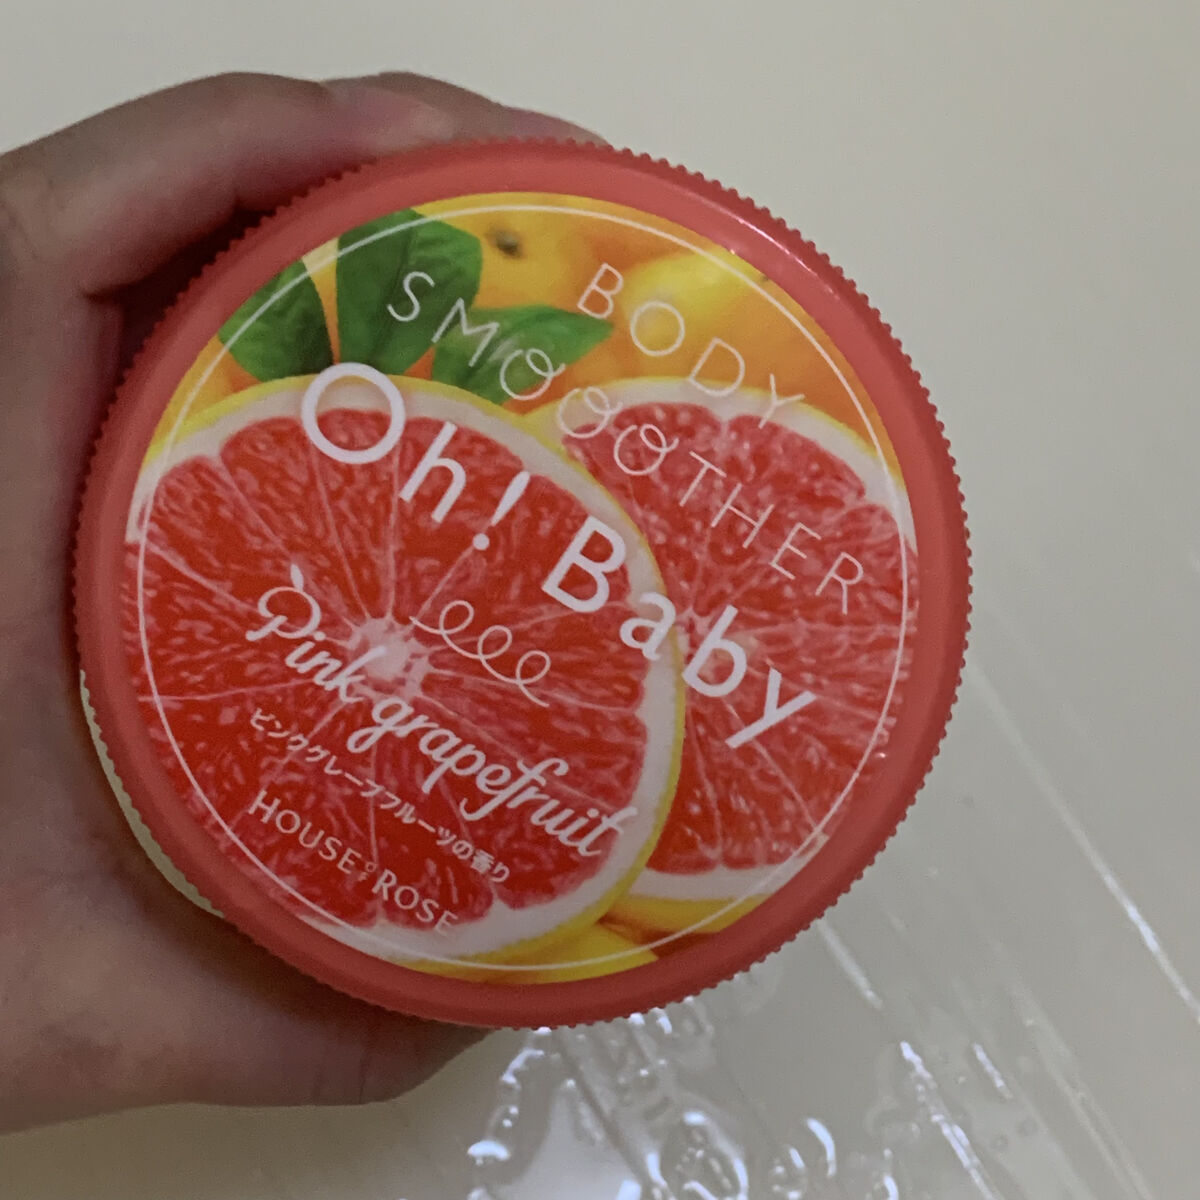 BODY
SMOOOTHER
Oh! Baby
Pink grapefruit
ピンクグレープフルーツの香り
HOUSE OF ROSE